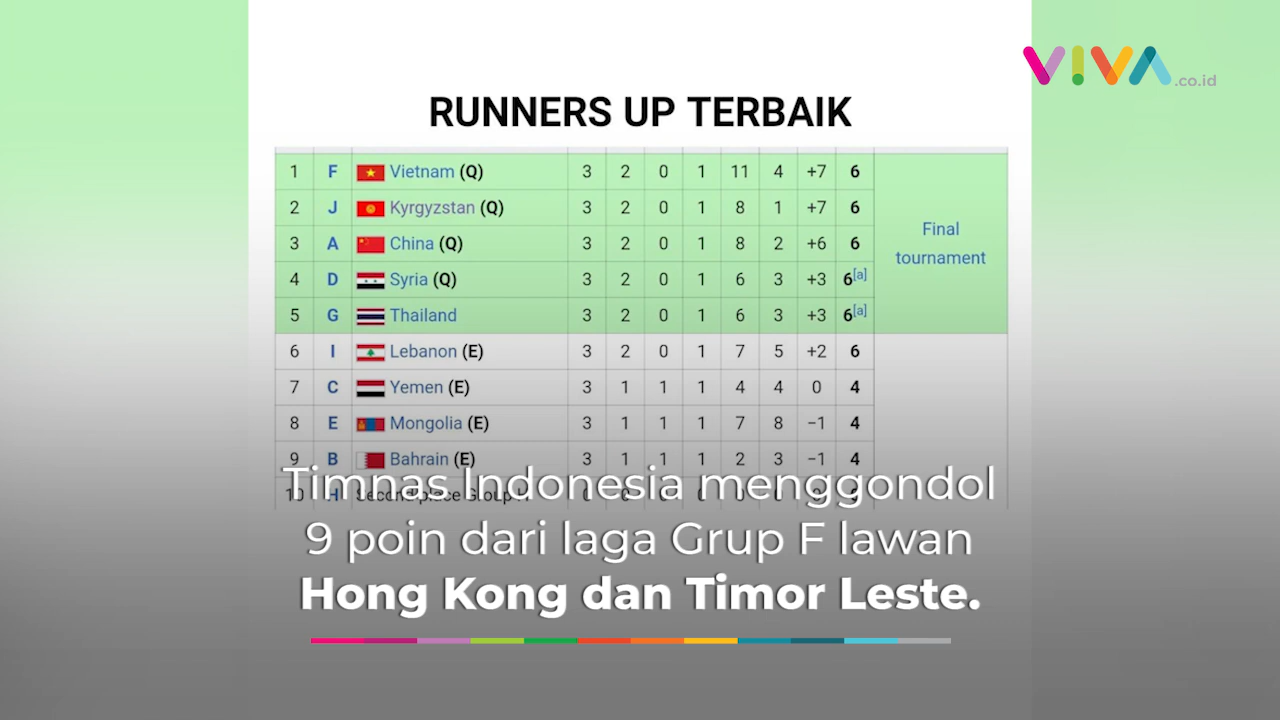 VIVA.co.id
RUNNERS UP TERBAIK
1 F Vietnam (Q) 3 2 0 1 11 4 +7 6
2 J Kyrgyzstan (Q) 3 2 0 1 8 1 +7 6
3 A China (Q) 3 2 0 1 8 2 +6 6
4 D Syria (Q) 3 2 0 1 6 3 +3 6[a]
5 G Thailand 3 2 0 1 6 3 +3 6[a]
Final
tournament
6 I Lebanon (E) 3 2 0 1 7 5 +2 6
7 C Yemen (E) 3 1 1 1 4 4 0 4
8 E Mongolia (E) 3 1 1 1 7 8 −1 4
9 B Bahrain (E) 3 1 1 1 2 3 −1 4
10 H Second place Group H
Timnas Indonesia menggondol
9 poin dari laga Grup F lawan
Hong Kong dan Timor Leste.